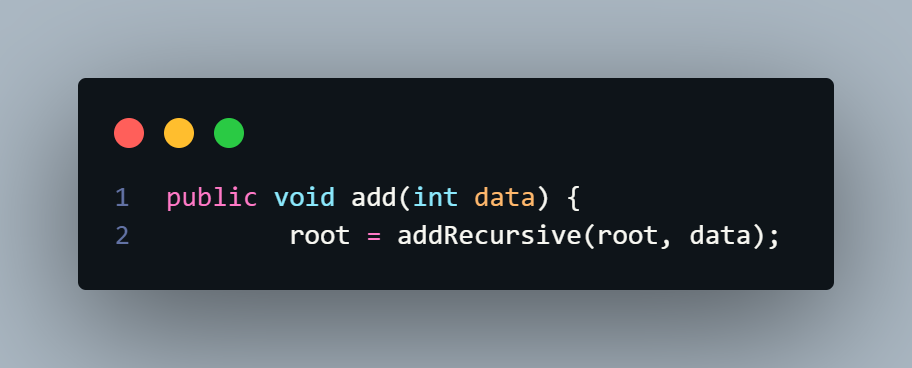 1 public void add(int data) {
2 root = addRecursive(root, data);